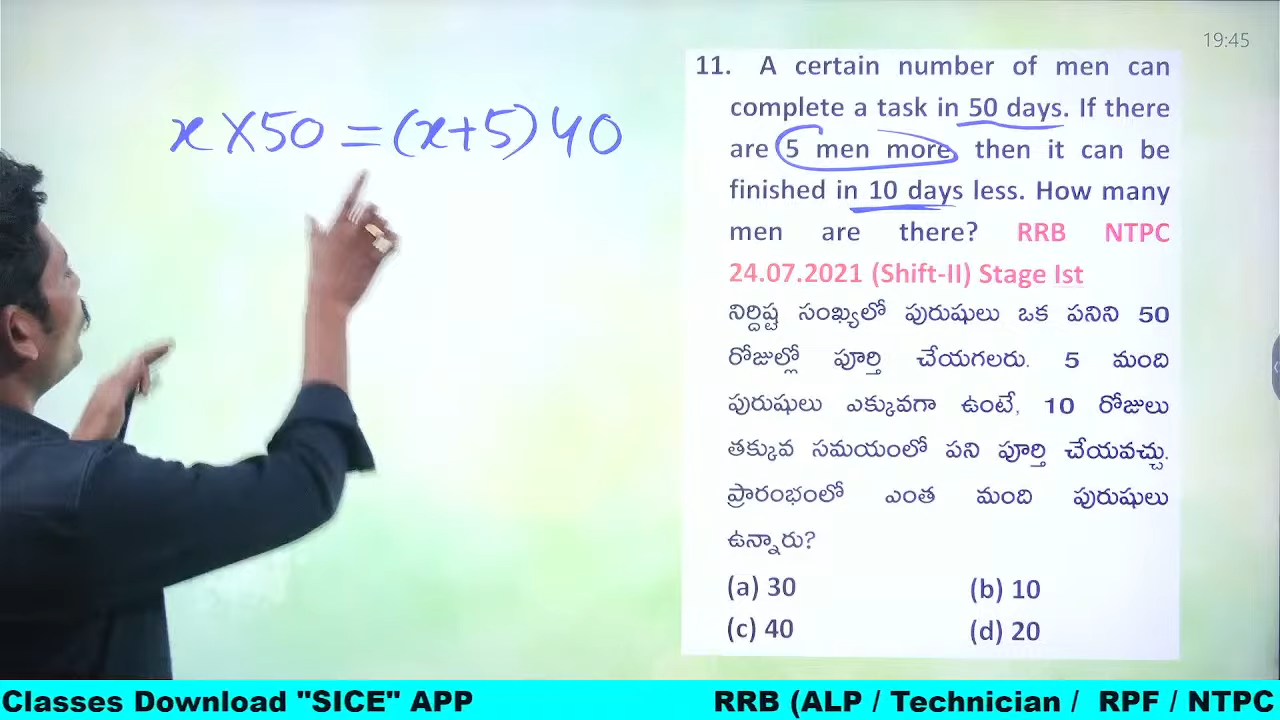 19:45
x × 50 = (x+5) 40
11. A certain number of men can
complete a task in 50 days. If there
are 5 men more then it can be
finished in 10 days less. How many
men are there? RRB NTPC
24.07.2021 (Shift-II) Stage Ist
నిర్దిష్ట సంఖ్యలో పురుషులు ఒక పనిని 50
రోజుల్లో పూర్తి చేయగలరు. 5 మంది
పురుషులు ఎక్కువగా ఉంటే, 10 రోజులు
తక్కువ సమయంలో పని పూర్తి చేయవచ్చు.
ప్రారంభంలో ఎంత మంది పురుషులు
ఉన్నారు?
(a) 30 (b) 10
(c) 40 (d) 20
Classes Download "SICE" APP RRB (ALP / Technician / RPF / NTPC